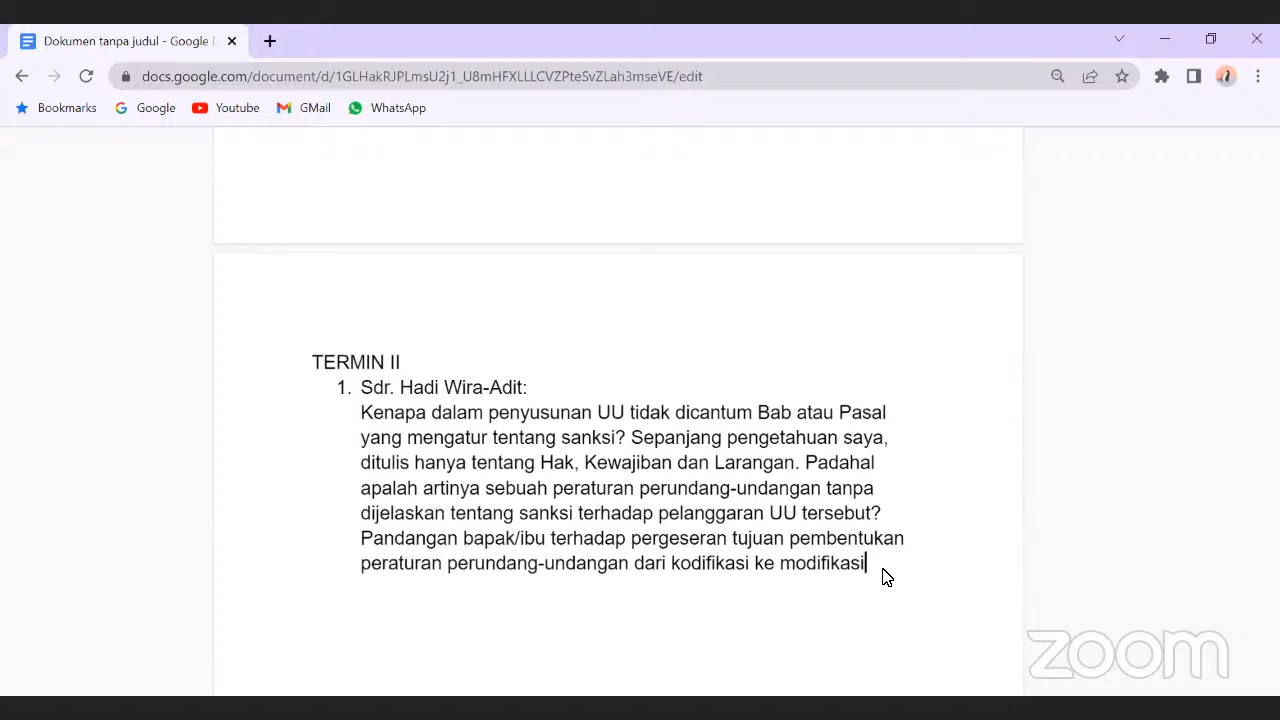 Dokumen tanpa judul - Google D
docs.google.com/document/d/1GLHakRJPLmsU2j1_U8mHFXLLLCVZPteSvZLah3mseVE/edit
Bookmarks Google Youtube GMail WhatsApp
TERMIN II
1. Sdr. Hadi Wira-Adit:
Kenapa dalam penyusunan UU tidak dicantum Bab atau Pasal
yang mengatur tentang sanksi? Sepanjang pengetahuan saya,
ditulis hanya tentang Hak, Kewajiban dan Larangan. Padahal
apalah artinya sebuah peraturan perundang-undangan tanpa
dijelaskan tentang sanksi terhadap pelanggaran UU tersebut?
Pandangan bapak/ibu terhadap pergeseran tujuan pembentukan
peraturan perundang-undangan dari kodifikasi ke modifikasi
zoom